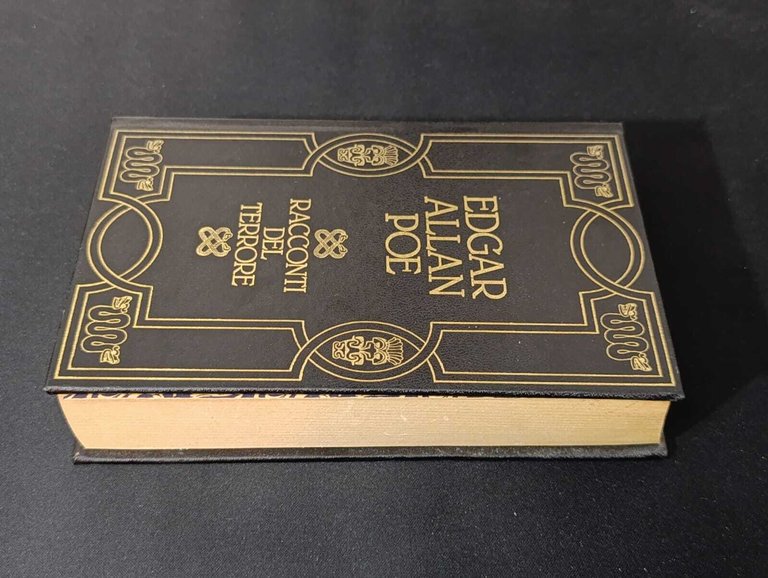 EDGAR
ALLAN
POE
RACCONTI
DEL
TERRORE